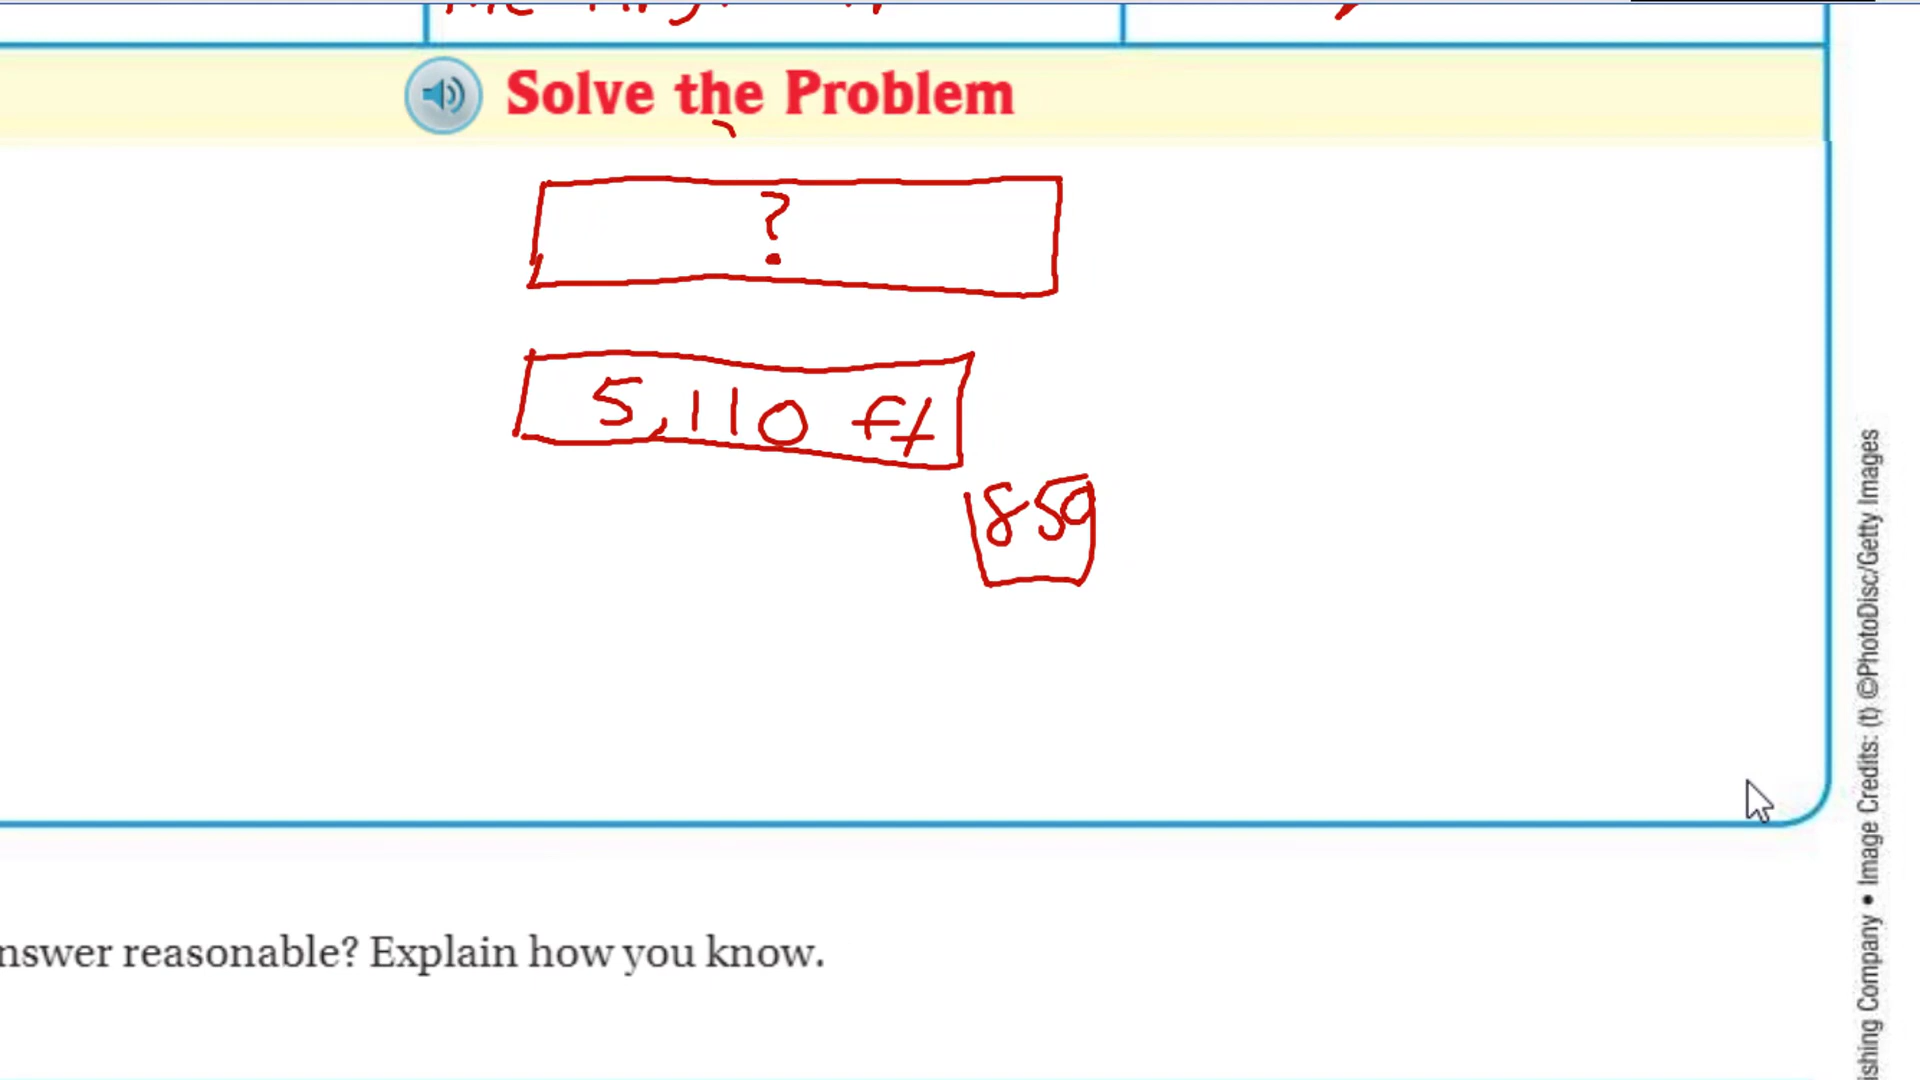 Solve the Problem
?
5,110 ft
850
nswer reasonable? Explain how you know.
ishing Company • Image Credits: (t) ©PhotoDisc/Getty Images